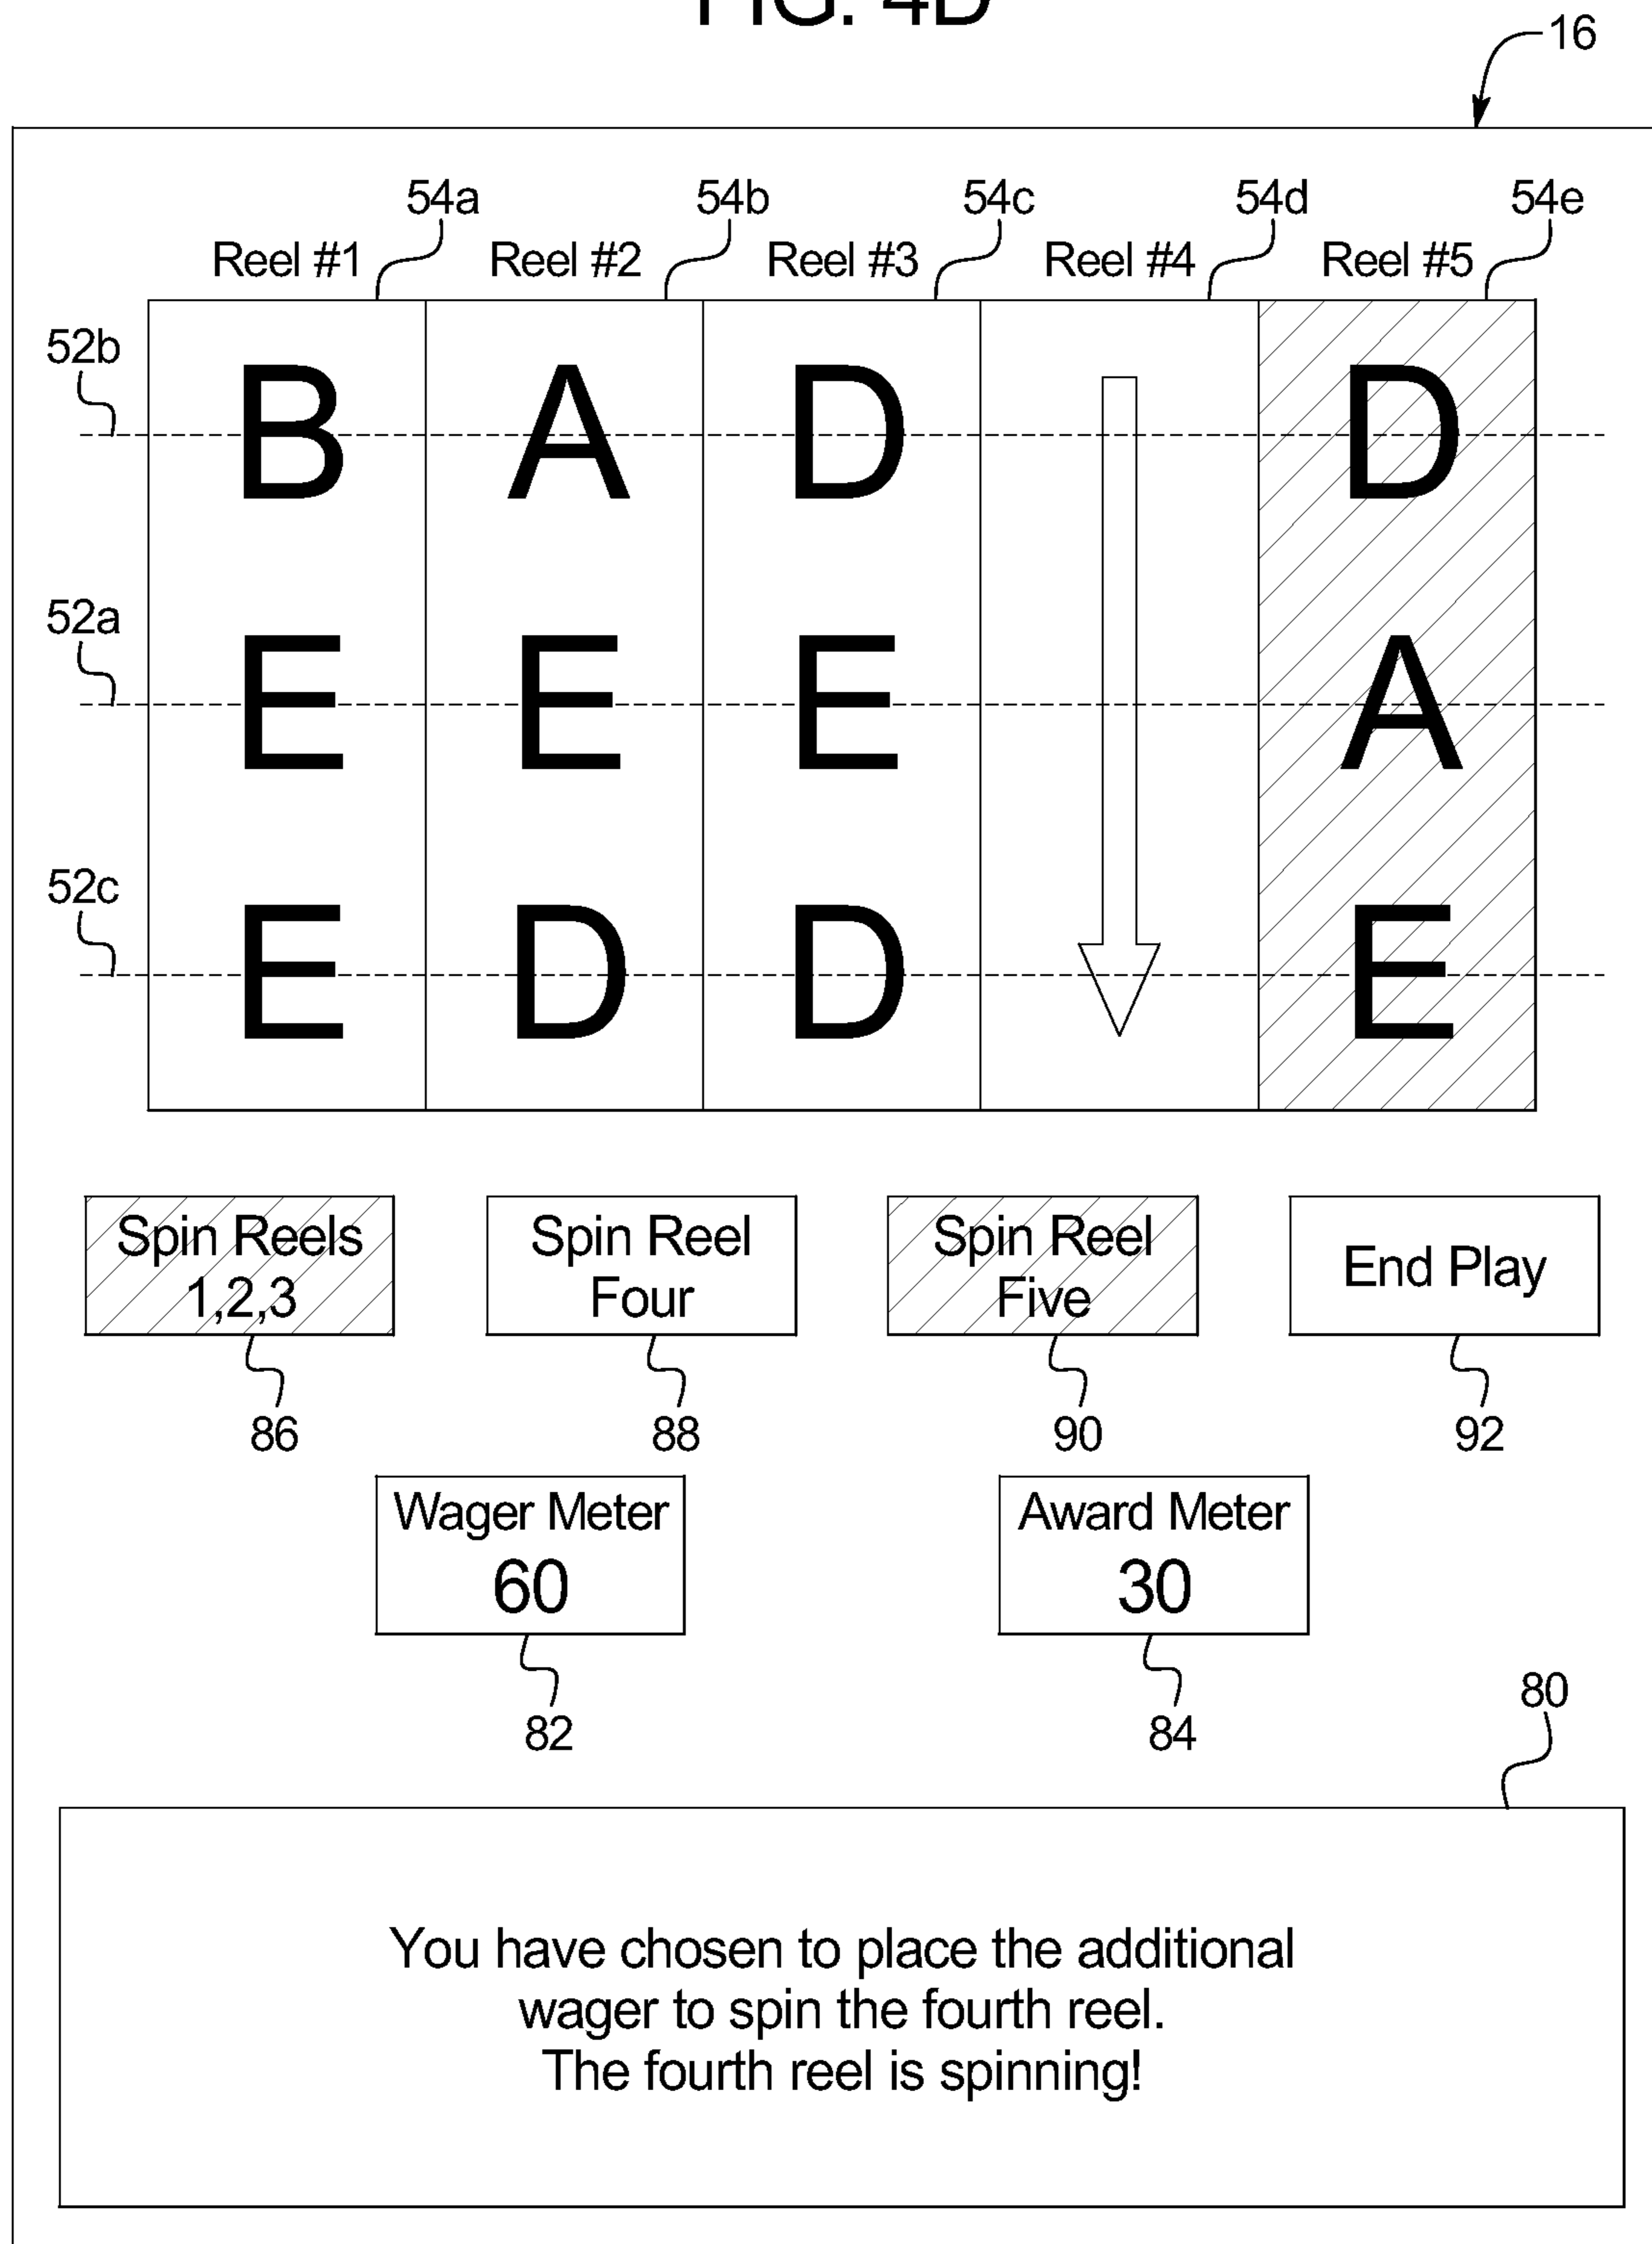 FIG. 4D
16
54a 54b 54c 54d 54e
Reel #1 Reel #2 Reel #3 Reel #4 Reel #5
52b
B A D D
52a
E E E A
52c
E D D E
Spin Reels 1,2,3
Spin Reel Four
Spin Reel Five
End Play
86 88 90 92
Wager Meter
60
Award Meter
30
82 84
80
You have chosen to place the additional
wager to spin the fourth reel.
The fourth reel is spinning!